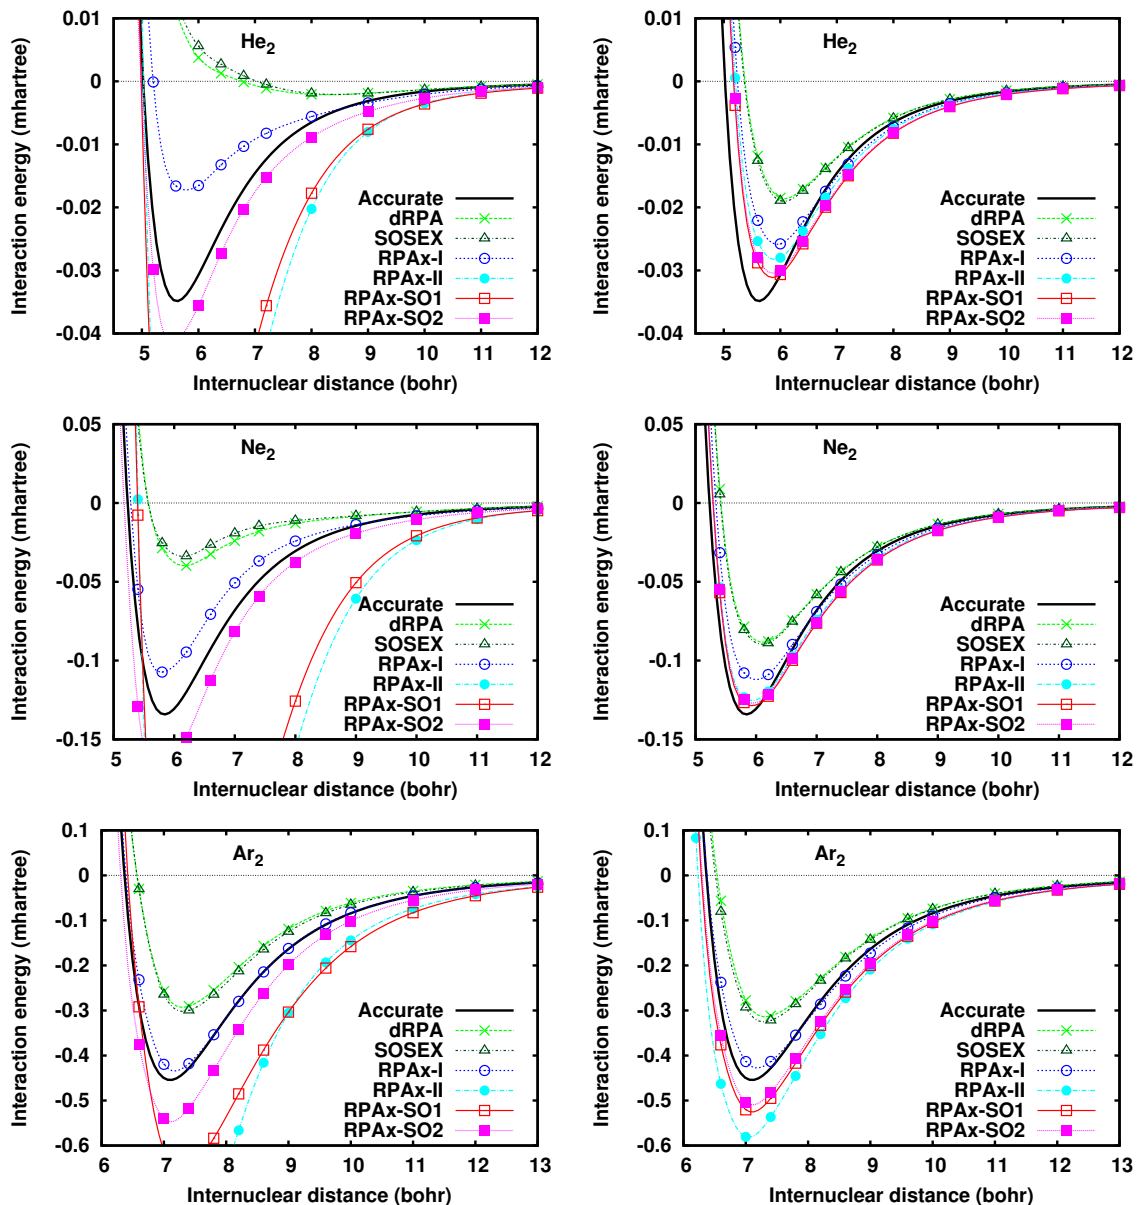 He2
Interaction energy (mhartree)
0.01
0
-0.01
-0.02
-0.03
-0.04
Accurate
dRPA
SOSEX
RPAx-I
RPAx-II
RPAx-SO1
RPAx-SO2
5 6 7 8 9 10 11 12
Internuclear distance (bohr)
He2
Interaction energy (mhartree)
0.01
0
-0.01
-0.02
-0.03
-0.04
Accurate
dRPA
SOSEX
RPAx-I
RPAx-II
RPAx-SO1
RPAx-SO2
5 6 7 8 9 10 11 12
Internuclear distance (bohr)
Ne2
Interaction energy (mhartree)
0.05
0
-0.05
-0.1
-0.15
Accurate
dRPA
SOSEX
RPAx-I
RPAx-II
RPAx-SO1
RPAx-SO2
5 6 7 8 9 10 11 12
Internuclear distance (bohr)
Ne2
Interaction energy (mhartree)
0.05
0
-0.05
-0.1
-0.15
Accurate
dRPA
SOSEX
RPAx-I
RPAx-II
RPAx-SO1
RPAx-SO2
5 6 7 8 9 10 11 12
Internuclear distance (bohr)
Ar2
Interaction energy (mhartree)
0.1
0
-0.1
-0.2
-0.3
-0.4
-0.5
-0.6
Accurate
dRPA
SOSEX
RPAx-I
RPAx-II
RPAx-SO1
RPAx-SO2
6 7 8 9 10 11 12 13
Internuclear distance (bohr)
Ar2
Interaction energy (mhartree)
0.1
0
-0.1
-0.2
-0.3
-0.4
-0.5
-0.6
Accurate
dRPA
SOSEX
RPAx-I
RPAx-II
RPAx-SO1
RPAx-SO2
6 7 8 9 10 11 12 13
Internuclear distance (bohr)